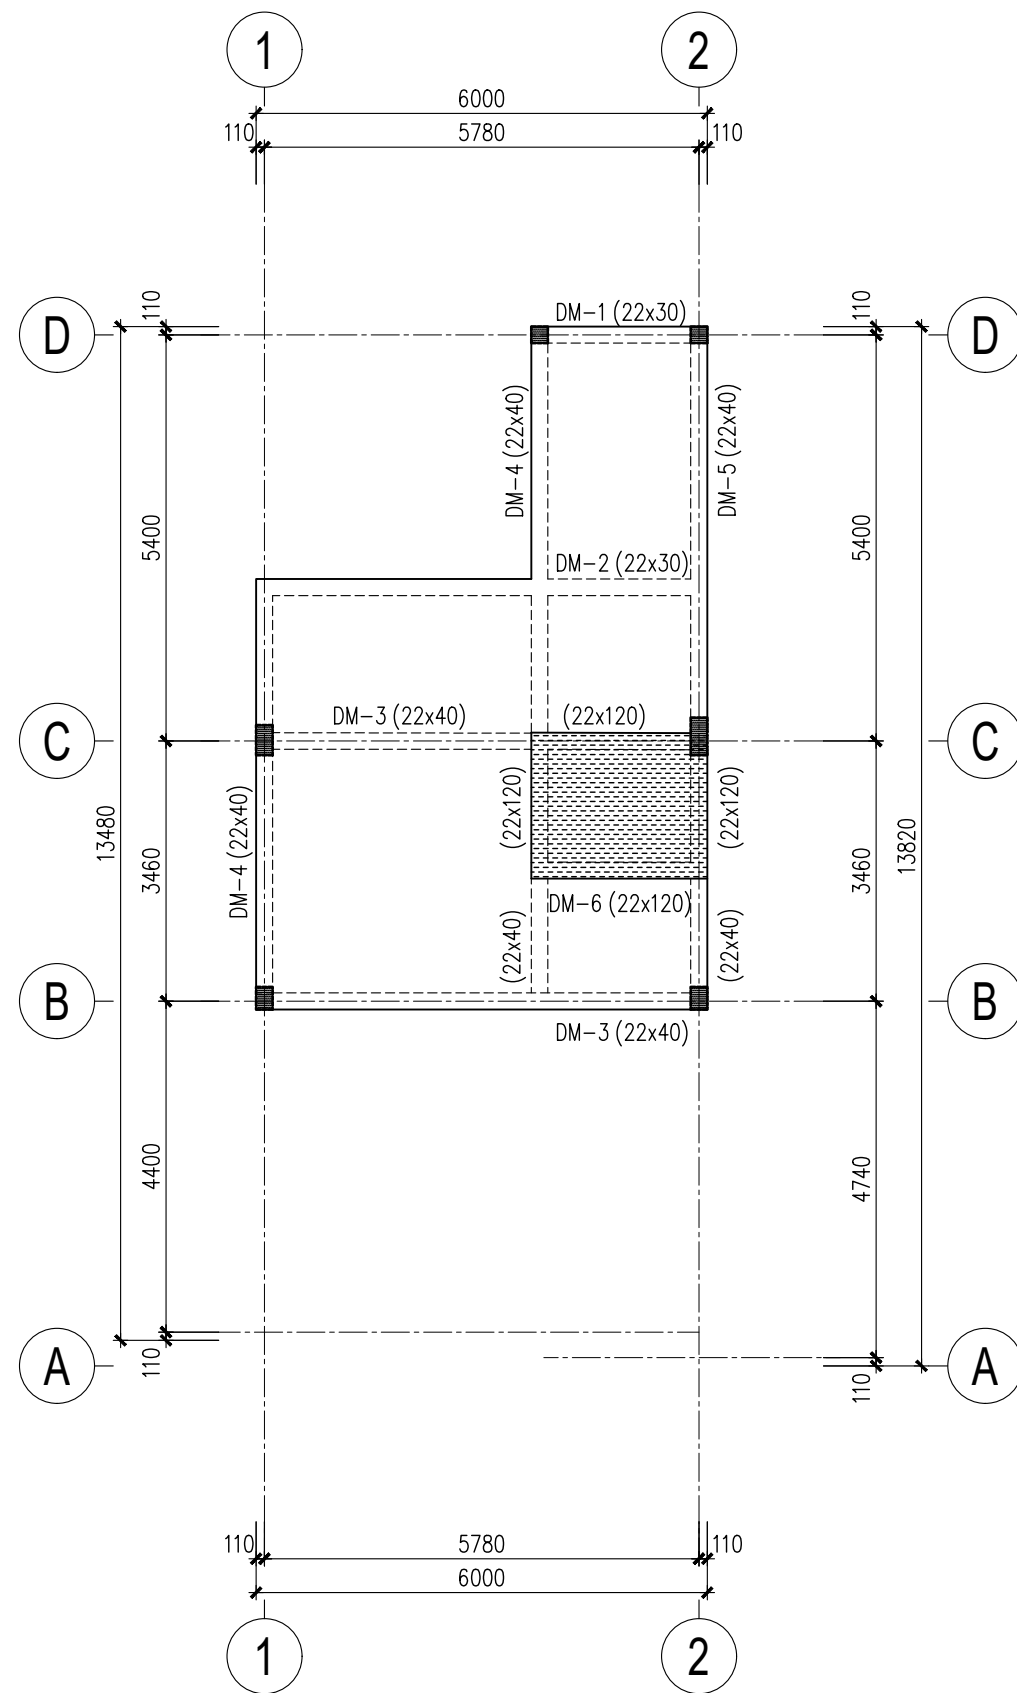 1
2
6000
110
5780
110
110
110
D
DM-1 (22x30)
D
DM-4 (22x40)
DM-5 (22x40)
5400
5400
DM-2 (22x30)
C
DM-3 (22x40)
(22x120)
C
13480
3460
DM-4 (22x40)
(22x120)
(22x120)
3460
13820
DM-6 (22x120)
(22x40)
(22x40)
B
B
DM-3 (22x40)
4400
4740
A
110
110
A
110
5780
110
6000
1
2